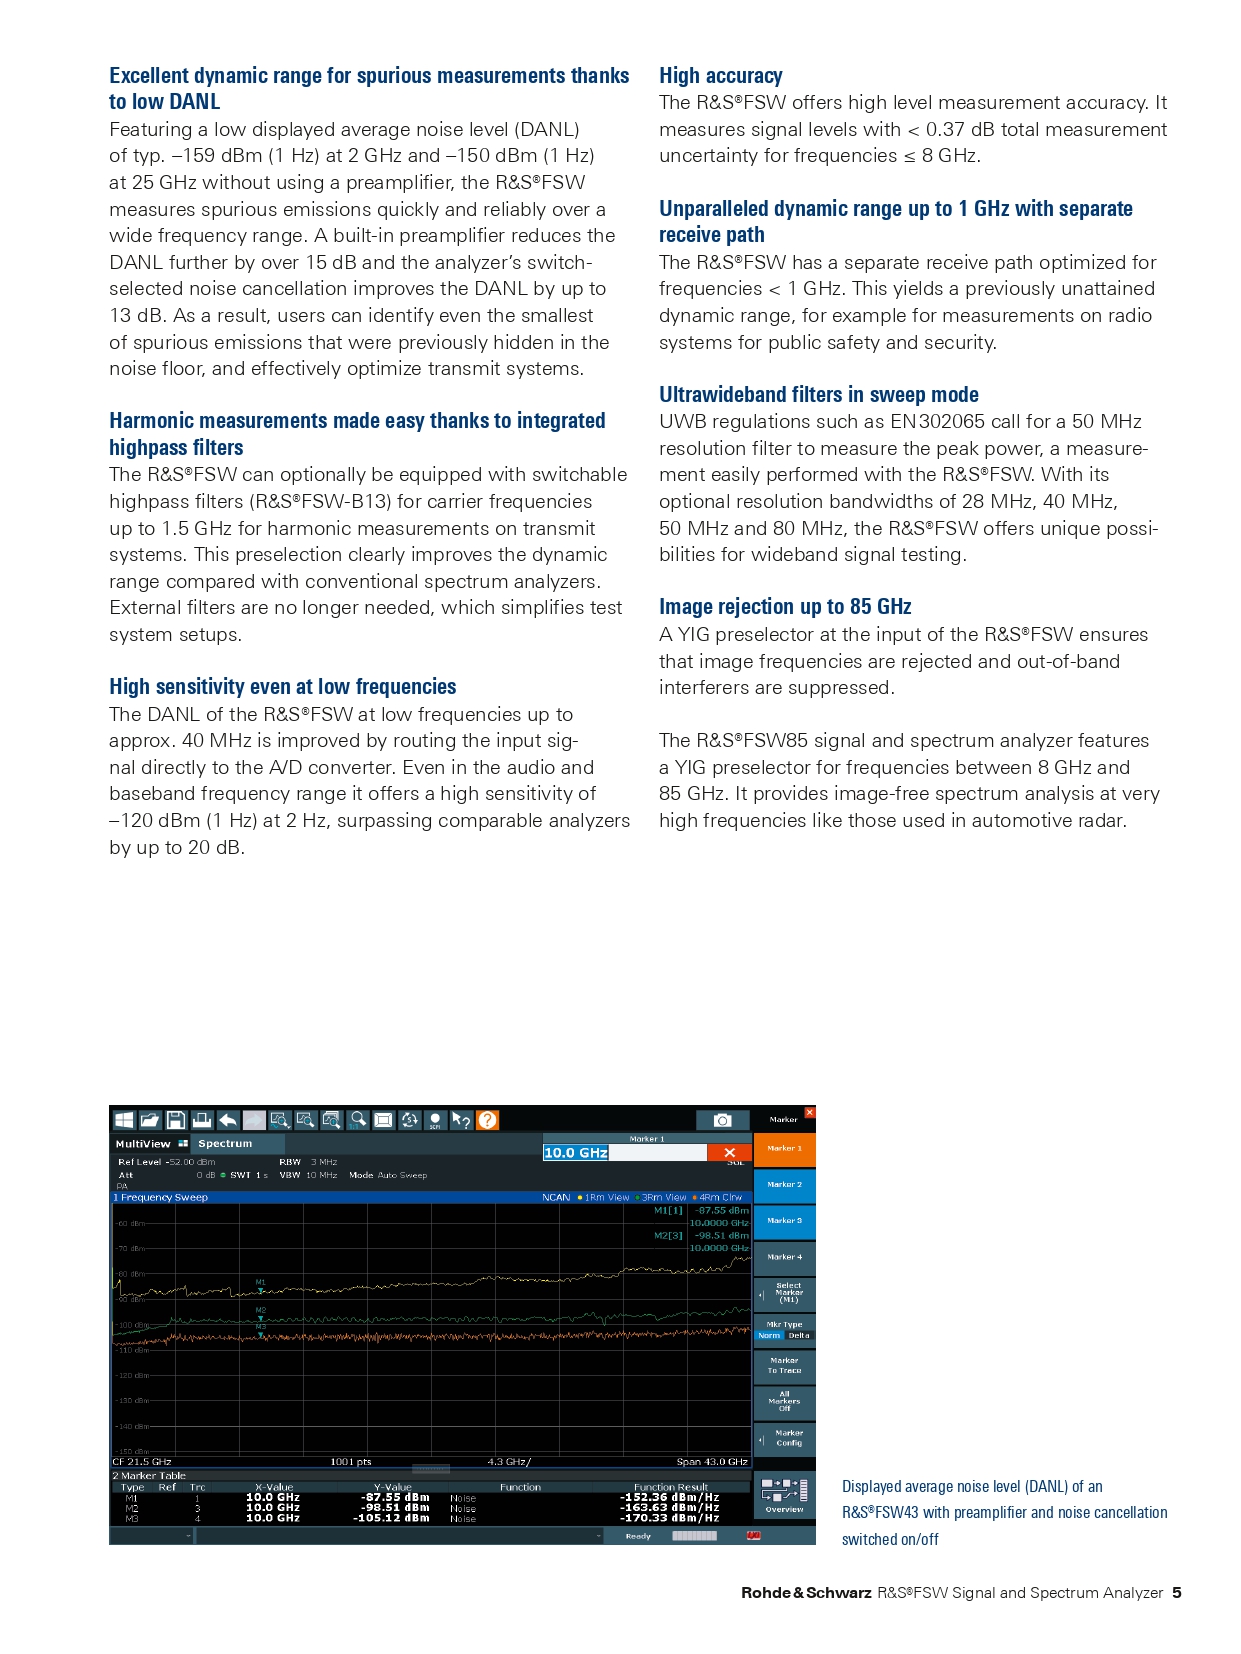 Excellent dynamic range for spurious measurements thanks
to low DANL
Featuring a low displayed average noise level (DANL)
of typ. –159 dBm (1 Hz) at 2 GHz and –150 dBm (1 Hz)
at 25 GHz without using a preamplifier, the R&S®FSW
measures spurious emissions quickly and reliably over a
wide frequency range. A built-in preamplifier reduces the
DANL further by over 15 dB and the analyzer’s switch-
selected noise cancellation improves the DANL by up to
13 dB. As a result, users can identify even the smallest
of spurious emissions that were previously hidden in the
noise floor, and effectively optimize transmit systems.
Harmonic measurements made easy thanks to integrated
highpass filters
The R&S®FSW can optionally be equipped with switchable
highpass filters (R&S®FSW-B13) for carrier frequencies
up to 1.5 GHz for harmonic measurements on transmit
systems. This preselection clearly improves the dynamic
range compared with conventional spectrum analyzers.
External filters are no longer needed, which simplifies test
system setups.
High sensitivity even at low frequencies
The DANL of the R&S®FSW at low frequencies up to
approx. 40 MHz is improved by routing the input sig-
nal directly to the A/D converter. Even in the audio and
baseband frequency range it offers a high sensitivity of
–120 dBm (1 Hz) at 2 Hz, surpassing comparable analyzers
by up to 20 dB.
High accuracy
The R&S®FSW offers high level measurement accuracy. It
measures signal levels with < 0.37 dB total measurement
uncertainty for frequencies ≤ 8 GHz.
Unparalleled dynamic range up to 1 GHz with separate
receive path
The R&S®FSW has a separate receive path optimized for
frequencies < 1 GHz. This yields a previously unattained
dynamic range, for example for measurements on radio
systems for public safety and security.
Ultrawideband filters in sweep mode
UWB regulations such as EN 302065 call for a 50 MHz
resolution filter to measure the peak power, a measure-
ment easily performed with the R&S®FSW. With its
optional resolution bandwidths of 28 MHz, 40 MHz,
50 MHz and 80 MHz, the R&S®FSW offers unique possi-
bilities for wideband signal testing.
Image rejection up to 85 GHz
A YIG preselector at the input of the R&S®FSW ensures
that image frequencies are rejected and out-of-band
interferers are suppressed.
The R&S®FSW85 signal and spectrum analyzer features
a YIG preselector for frequencies between 8 GHz and
85 GHz. It provides image-free spectrum analysis at very
high frequencies like those used in automotive radar.
Marker
MultiView Spectrum
Marker 1
10.0 GHz
Ref Level -52.00 dBm RBW 3 MHz
SGL
Att 0 dB SWT 1 s VBW 10 MHz Mode Auto Sweep
PA
1 Frequency Sweep NCAN 1Rm View 3Rm View 4Rm Clrw
M1[1] -87.55 dBm
10.0000 GHz
M2[3] -98.51 dBm
10.0000 GHz
-60 dBm
-70 dBm
-80 dBm
-90 dBm
-100 dBm
-110 dBm
-120 dBm
-130 dBm
-140 dBm
-150 dBm
M1
M2
M3
CF 21.5 GHz 1001 pts 4.3 GHz/ Span 43.0 GHz
2 Marker Table
Type Ref Trc X-Value Y-Value Function Function Result
M1 1 10.0 GHz -87.55 dBm Noise -152.36 dBm/Hz
M2 3 10.0 GHz -98.51 dBm Noise -163.63 dBm/Hz
M3 4 10.0 GHz -105.12 dBm Noise -170.33 dBm/Hz
Ready
Marker 1
Marker 2
Marker 3
Marker 4
Select
Marker
(M1)
Mkr Type
Norm Delta
Marker
To Trace
All
Markers
Off
Marker
Config
Overview
Displayed average noise level (DANL) of an
R&S®FSW43 with preamplifier and noise cancellation
switched on/off
Rohde & Schwarz R&S®FSW Signal and Spectrum Analyzer 5